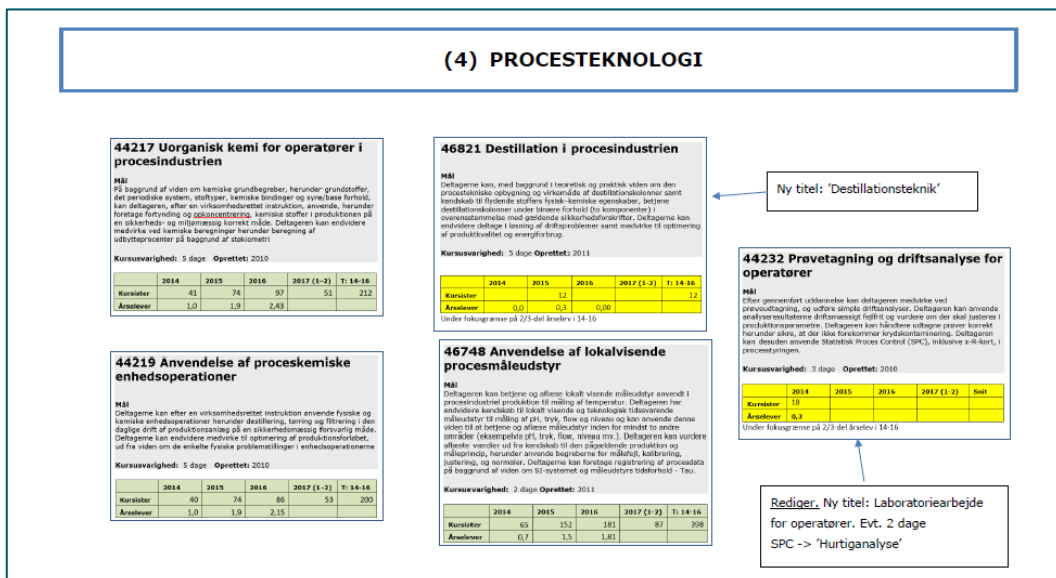 (4) PROCESTEKNOLOGI
44217 Uorganisk kemi for operatører i
procesindustrien
Mål
På baggrund af viden om kemiske grundbegreber, herunder grundstoffer,
det periodiske system, stoftyper, kemiske bindinger og syre/base forhold,
kan deltageren, efter en virksomhedsrettet instruktion, anvende, herunder
foretage fortynding og opkoncentrering, kemiske stoffer i produktionen på
en sikkerheds- og miljømæssig korrekt måde. Deltageren kan endvidere
medvirke ved kemiske beregninger herunder beregning af
udbytteprocenter på baggrund af støkiometri
Kursusvarighed: 5 dage Oprettet: 2010
2014 2015 2016 2017 (1-2) T: 14-16
Kursister 41 74 97 51 212
Årselever 1,0 1,9 2,43
44219 Anvendelse af proceskemiske
enhedsoperationer
Mål
Deltagerne kan efter en virksomhedsrettet instruktion anvende fysiske og
kemiske enhedsoperationer herunder destillering, tørring og filtrering i den
daglige drift af produktionsanlæg på en sikkerhedsmæssig forsvarlig måde.
Deltagerne kan endvidere medvirke til optimering af produktionsforløbet,
ud fra viden om de enkelte fysiske problemstillinger i enhedsoperationerne
Kursusvarighed: 5 dage Oprettet: 2010
2014 2015 2016 2017 (1-2) T: 14-16
Kursister 40 74 86 53 200
Årselever 1,0 1,9 2,15
46821 Destillation i procesindustrien
Mål
Deltagerne kan, med baggrund i teoretisk og praktisk viden om den
procestekniske opbygning og virkemåde af destillationskolonner samt
kendskab til flydende stoffers fysisk-kemiske egenskaber, betjene
destillationskolonner under binære forhold (to komponenter) i
overensstemmelse med gældende sikkerhedsforskrifter. Deltagerne kan
endvidere deltage i løsning af driftsproblemer samt medvirke til optimering
af produktkvalitet og energiforbrug.
Kursusvarighed: 5 dage Oprettet: 2011
2014 2015 2016 2017 (1-2) T: 14-16
Kursister 12 12
Årselever 0,0 0,3 0,00
Under fokusgrænse på 2/3-del årselev i 14-16
46748 Anvendelse af lokalvisende
procesmåleudstyr
Mål
Deltageren kan betjene og aflæse lokalt visende måleudstyr anvendt i
procesindustriel produktion til måling af temperatur. Deltageren har
endvidere kendskab til lokalt visende og teknologisk tidssvarende
måleudstyr til måling af pH, tryk, flow og niveau og kan anvende denne
viden til at betjene og aflæse måleudstyr inden for mindst to andre
områder (eksempelvis pH, tryk, flow, niveau mv.). Deltageren kan vurdere
aflæste værdier ud fra kendskab til den pågældende produktion og
måleprincip, herunder anvende begreberne for målefejl, kalibrering,
justering, og normaler. Deltageren kan foretage registrering af procesdata
på baggrund af viden om SI-systemet og måleudstyrs tidsforhold - Tau.
Kursusvarighed: 2 dage Oprettet: 2011
2014 2015 2016 2017 (1-2) T: 14-16
Kursister 65 152 181 87 398
Årselever 0,7 1,5 1,81
Ny titel: 'Destillationsteknik'
44232 Prøvetagning og driftsanalyse for
operatører
Mål
Efter gennemført uddannelse kan deltageren medvirke ved
prøveudtagning, og udføre simple driftsanalyser. Deltageren kan anvende
analyseresultaterne driftsmæssigt fejlfrit og vurdere om der skal justeres i
produktionsparametre. Deltageren kan håndtere udtagne prøver korrekt
herunder sikre, at der ikke forekommer krydskontaminering. Deltageren
kan desuden anvende Statistisk Proces Control (SPC), inklusive x-R-kort, i
processtyringen.
Kursusvarighed: 3 dage Oprettet: 2010
2014 2015 2016 2017 (1-2) Snit
Kursister 18
Årselever 0,3
Under fokusgrænse på 2/3-del årselev i 14-16
Rediger. Ny titel: Laboratoriearbejde
for operatører. Evt. 2 dage
SPC -> 'Hurtiganalyse'